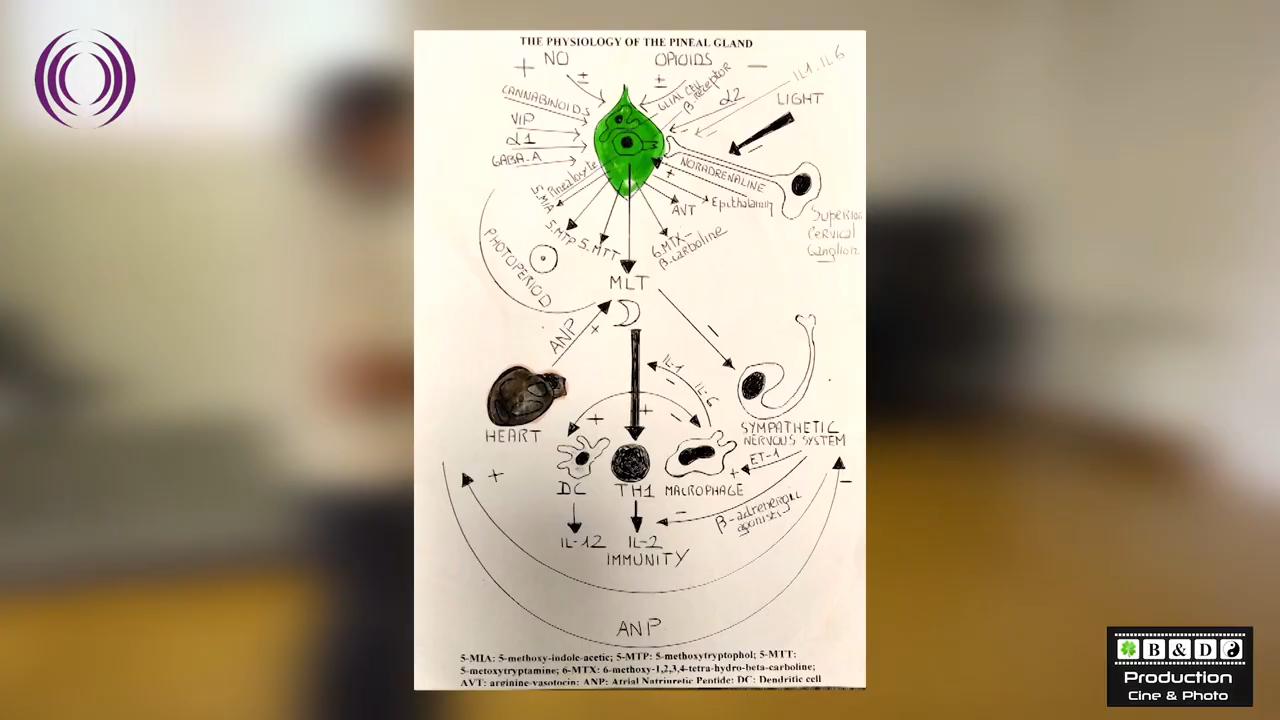 THE PHYSIOLOGY OF THE PINEAL GLAND
+ NO OPIOIDS −
± ±
IL1, IL6
CANNABINOIDS
GLIAL CELL
β-RECEPTOR
α2
LIGHT
VIP
α1
GABA-A
−
−
NORADRENALINE
+
Pinealocyte
5-MIA
5-MTP
5-MTT
6-MTX-
β-carboline
AVT
Epithalamin
SUPERIOR
CERVICAL
GANGLION
PHOTOPERIOD
MLT
ANP
+
−
IL-1
−
IL-6
+
+
−
HEART
SYMPATHETIC
NERVOUS SYSTEM
ET-1
+
DC TH1 MACROPHAGE
+
−
−
β-adrenergic
agonists
IL-12 IL-2
IMMUNITY
ANP
5-MIA: 5-methoxy-indole-acetic; 5-MTP: 5-methoxytryptophol; 5-MTT:
5-metoxytryptamine; 6-MTX: 6-methoxy-1,2,3,4-tetra-hydro-beta-carboline;
AVT: arginine-vasotocin; ANP: Atrial Natriuretic Peptide; DC: Dendritic cell
B & D
Production
Cine & Photo